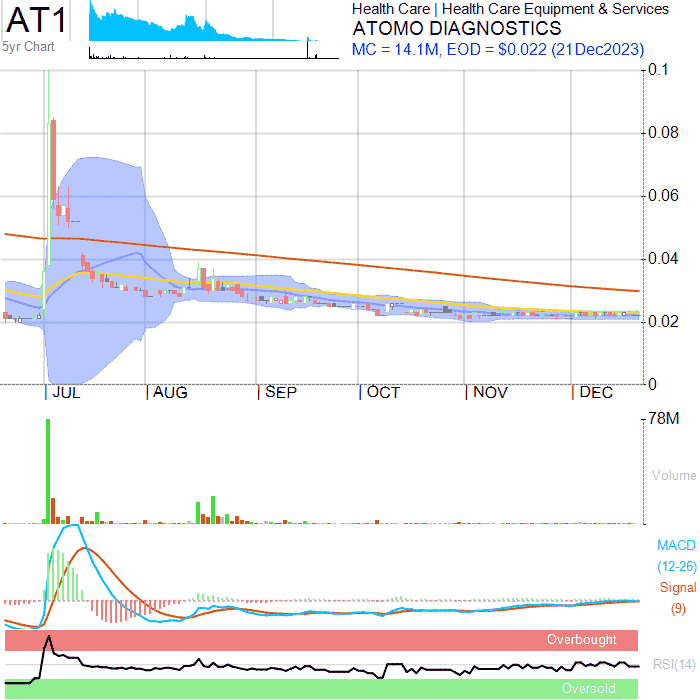 AT1
5yr Chart
Health Care | Health Care Equipment & Services
ATOMO DIAGNOSTICS
MC = 14.1M, EOD = $0.022 (21Dec2023)
0.1
0.08
0.06
0.04
0.02
0
JUL AUG SEP OCT NOV DEC
78M
Volume
MACD
(12-26)
Signal
(9)
Overbought
RSI(14)
Oversold